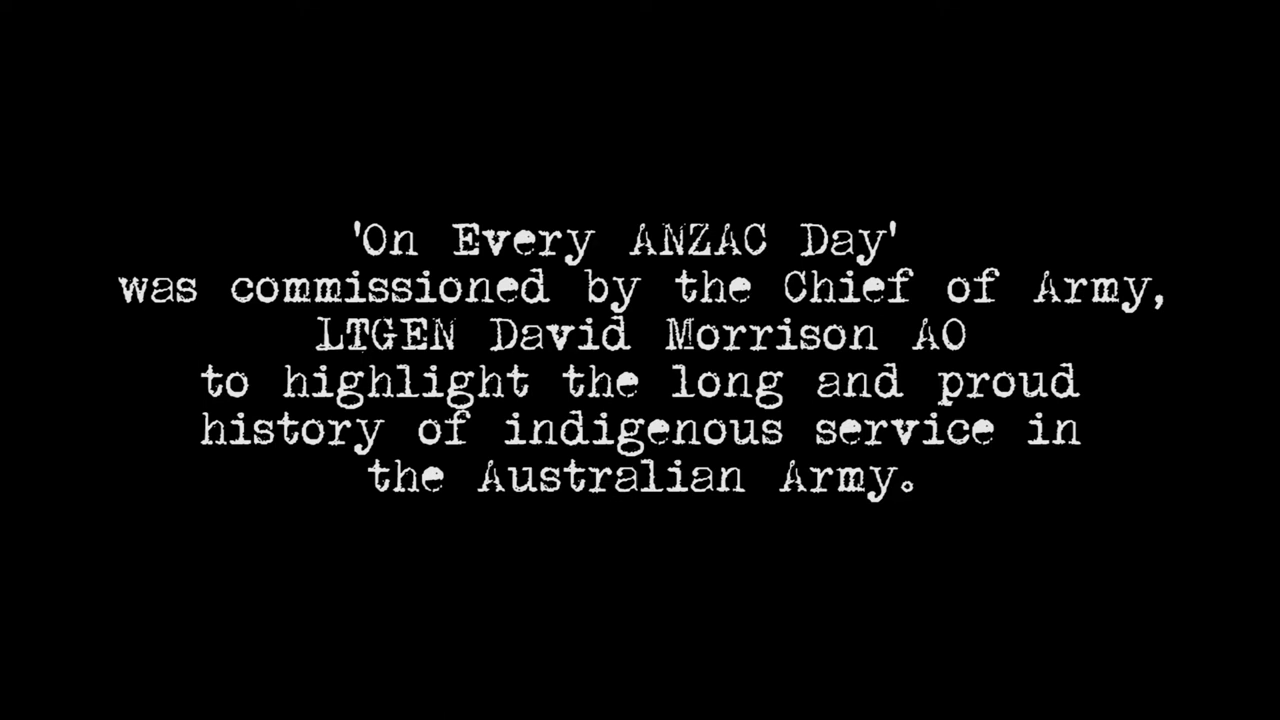 'On Every ANZAC Day'
was commissioned by the Chief of Army,
LTGEN David Morrison AO
to highlight the long and proud
history of indigenous service in
the Australian Army.